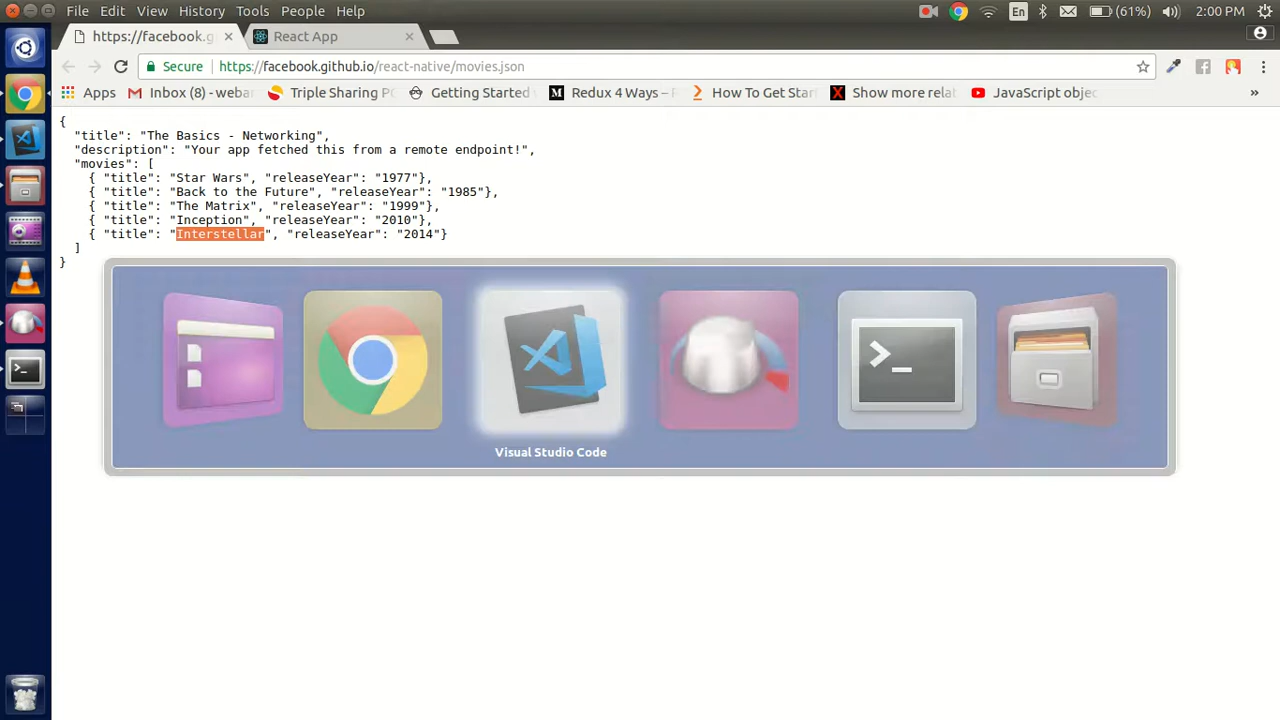 File Edit View History Tools People Help
En
(61%)
2:00 PM
https://facebook.g
React App
Secure
https://facebook.github.io/react-native/movies.json
Apps
Inbox (8) - weba
Triple Sharing P
Getting Started
Redux 4 Ways –
How To Get Star
Show more rela
JavaScript obje
»
{
"title": "The Basics - Networking",
"description": "Your app fetched this from a remote endpoint!",
"movies": [
{ "title": "Star Wars", "releaseYear": "1977"},
{ "title": "Back to the Future", "releaseYear": "1985"},
{ "title": "The Matrix", "releaseYear": "1999"},
{ "title": "Inception", "releaseYear": "2010"},
{ "title": "Interstellar", "releaseYear": "2014"}
]
}
Visual Studio Code